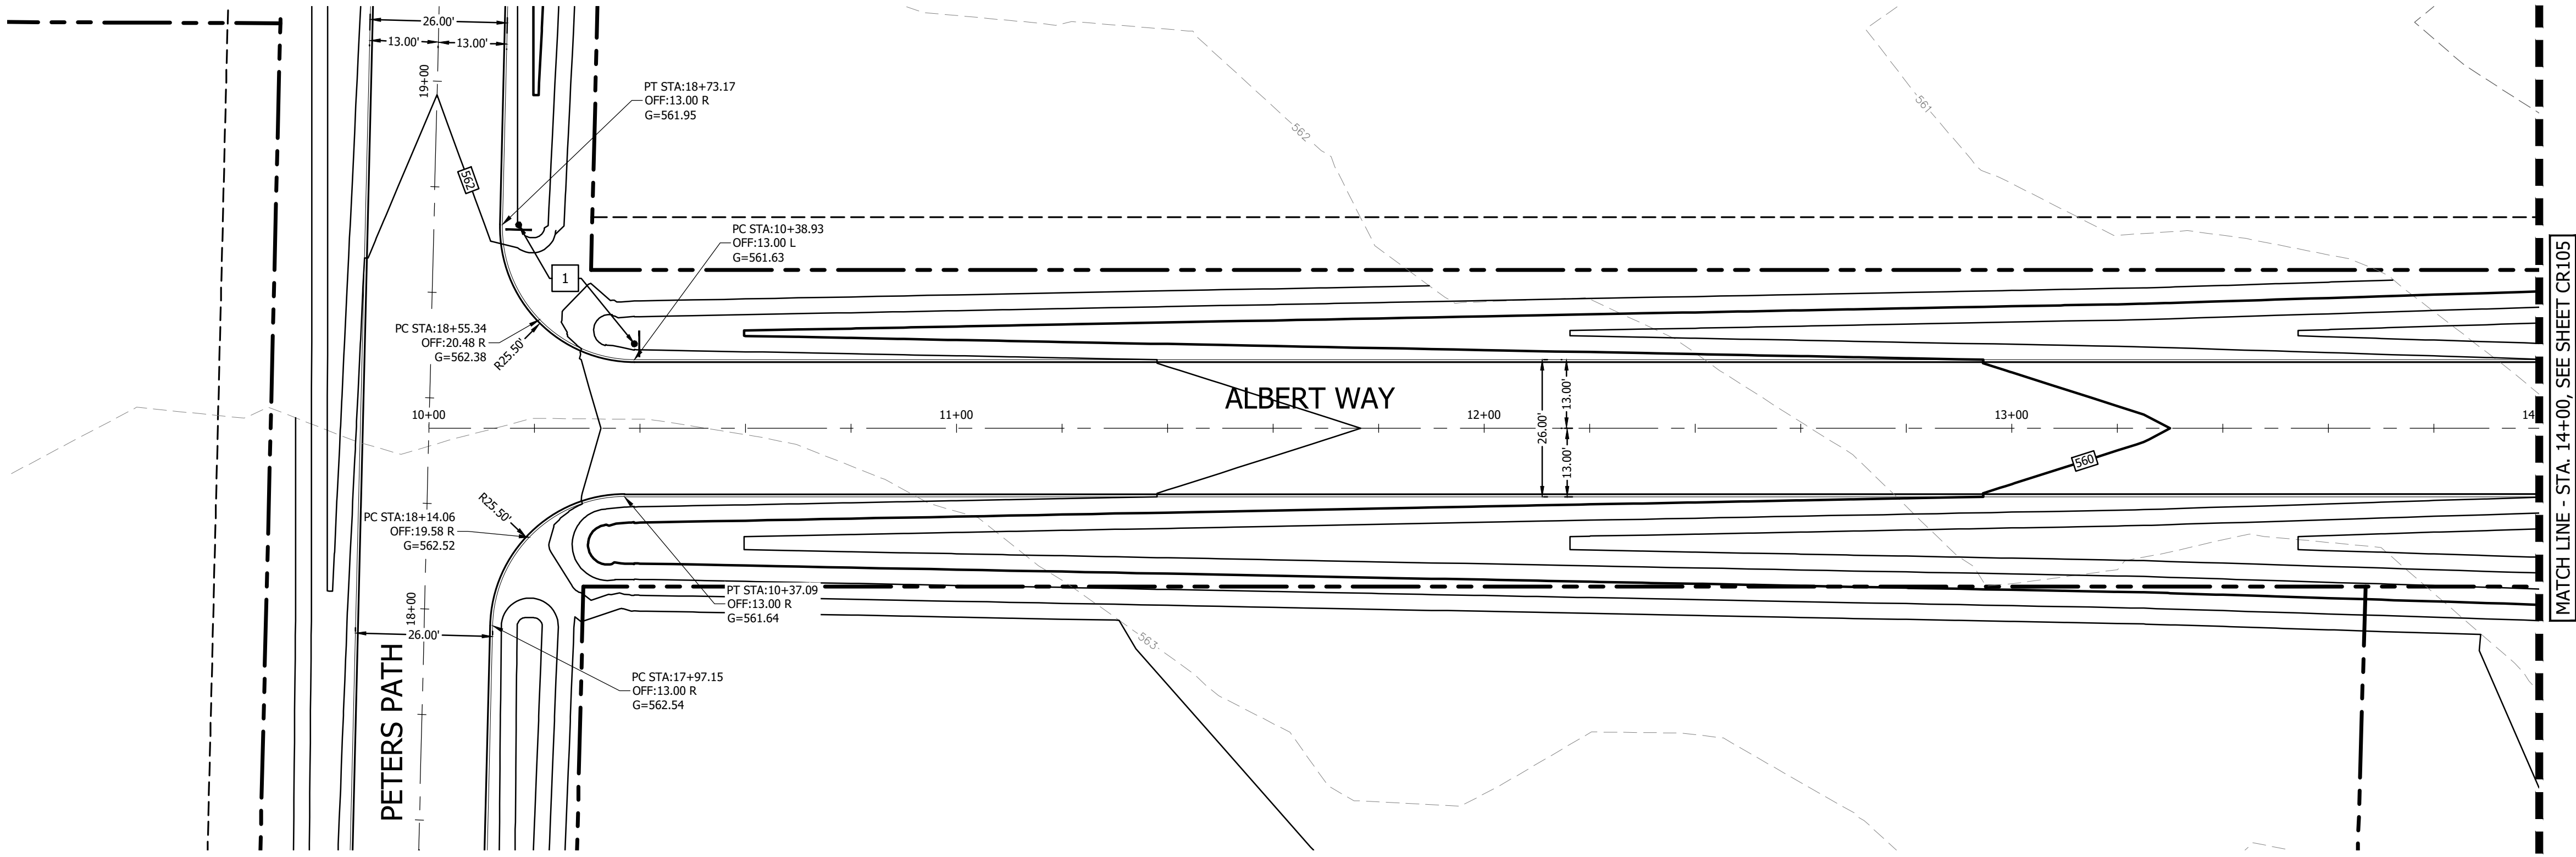 26.00'
13.00'
13.00'
19+00
562
PT STA:18+73.17
OFF:13.00 R
G=561.95
562
561
PC STA:10+38.93
OFF:13.00 L
G=561.63
1
PC STA:18+55.34
OFF:20.48 R
G=562.38
R25.50'
10+00
11+00
ALBERT WAY
12+00
13.00'
26.00'
13.00'
13+00
14
560
MATCH LINE - STA. 14+00, SEE SHEET CR105
R25.50'
PC STA:18+14.06
OFF:19.58 R
G=562.52
PT STA:10+37.09
OFF:13.00 R
G=561.64
18+00
26.00'
PETERS PATH
PC STA:17+97.15
OFF:13.00 R
G=562.54
563